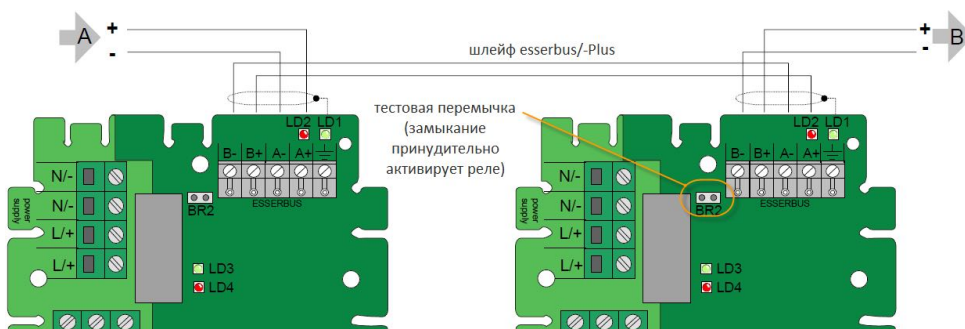 A
+
-
+
-
B
шлейф esserbus/-Plus
тестовая перемычка
(замыкание
принудительно
активирует реле)
LD2 LD1
B- B+ A- A+
ESSERBUS
BR2
N/-
N/-
L/+
L/+
power
supply
LD3
LD4
LD2 LD1
B- B+ A- A+
ESSERBUS
BR2
N/-
N/-
L/+
L/+
power
supply
LD3
LD4